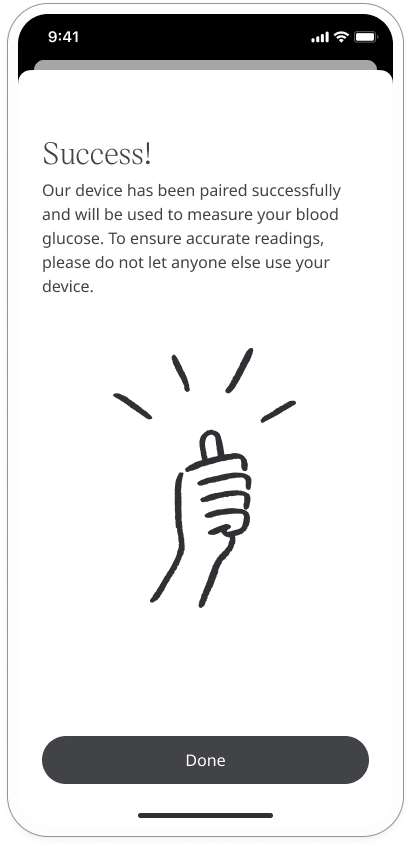 9:41
Success!
Our device has been paired successfully
and will be used to measure your blood
glucose. To ensure accurate readings,
please do not let anyone else use your
device.
Done